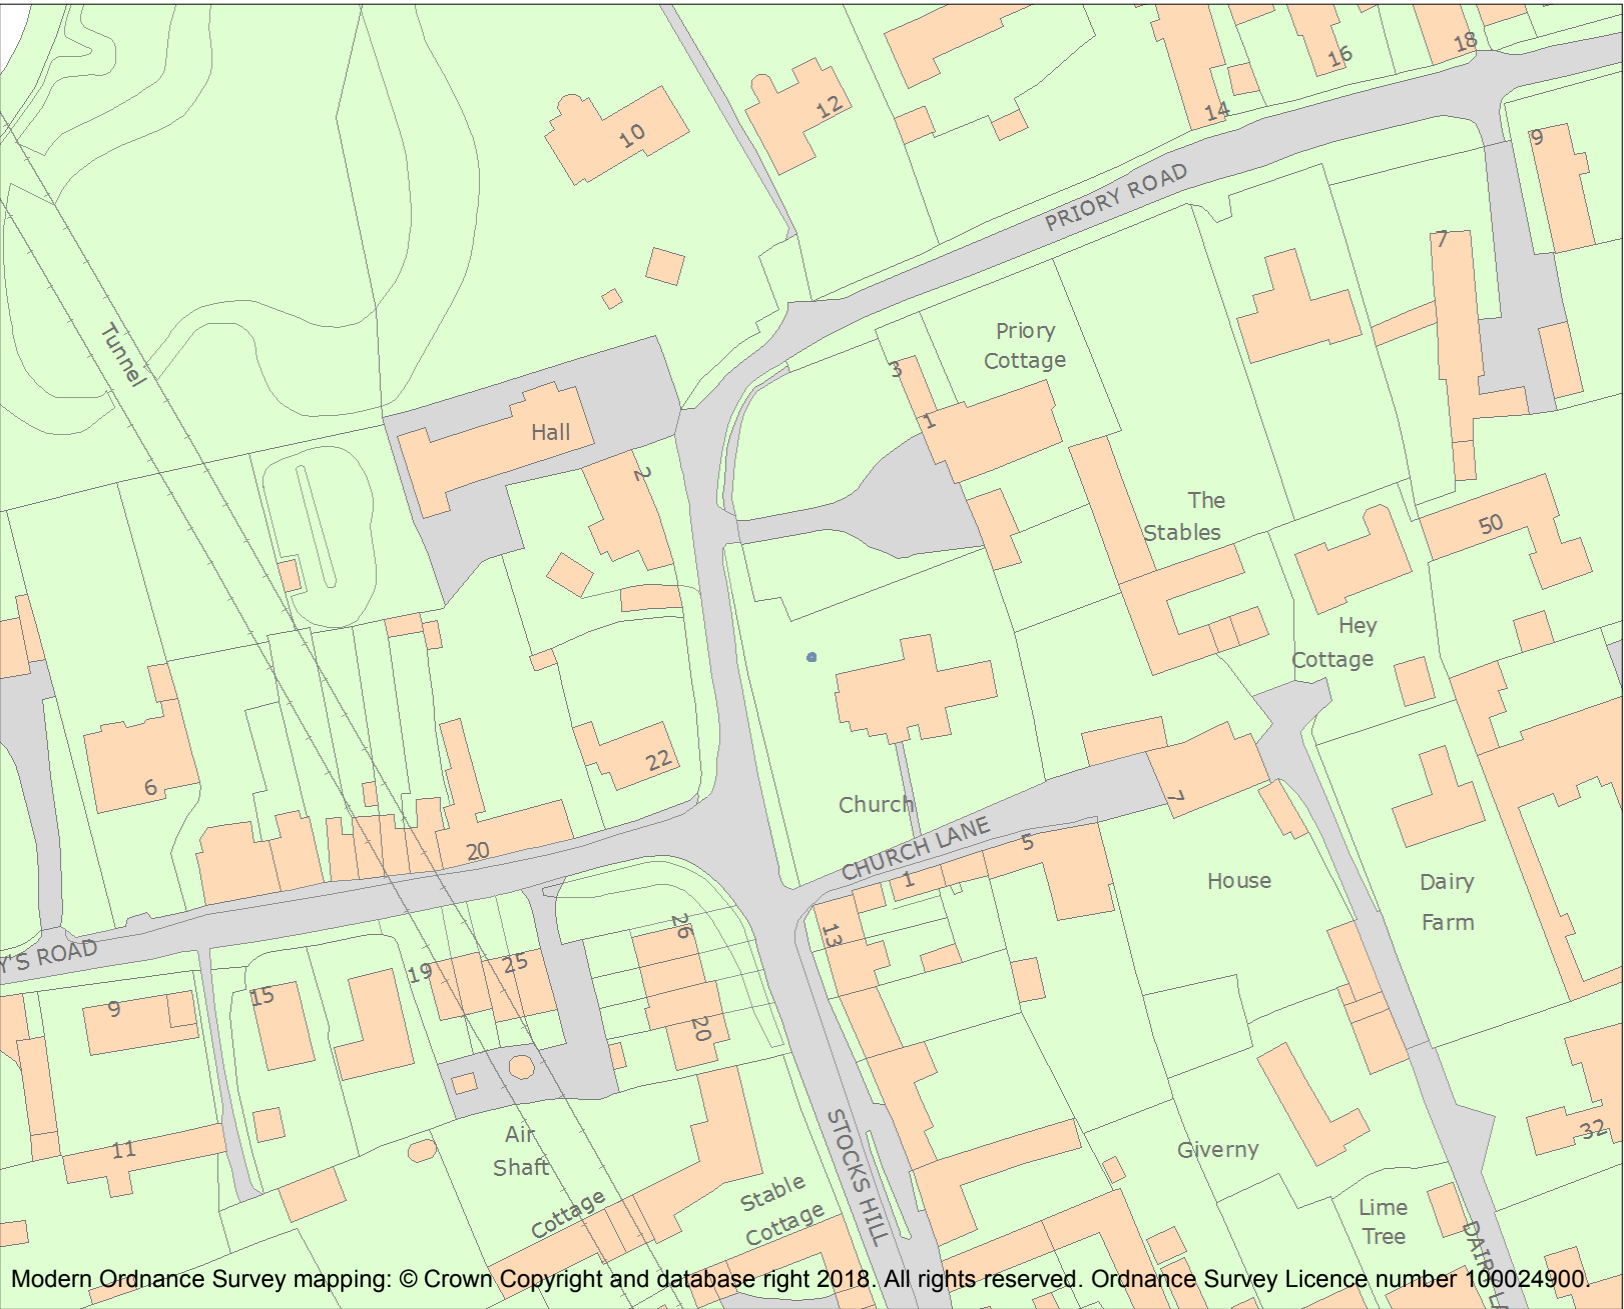 18
16
12
14
10
9
PRIORY ROAD
7
Priory
Cottage
3
Tunnel
1
Hall
2
The
Stables
50
Hey
Cottage
22
6
Church
7
CHURCH LANE
5
20
1
House
Dairy
Farm
26
13
Y'S ROAD
25
19
15
9
20
Air
Shaft
11
STOCKS HILL
32
Giverny
Stable
Cottage
Cottage
Lime
Tree
DAIRY LA
Modern Ordnance Survey mapping: © Crown Copyright and database right 2018. All rights reserved. Ordnance Survey Licence number 100024900.